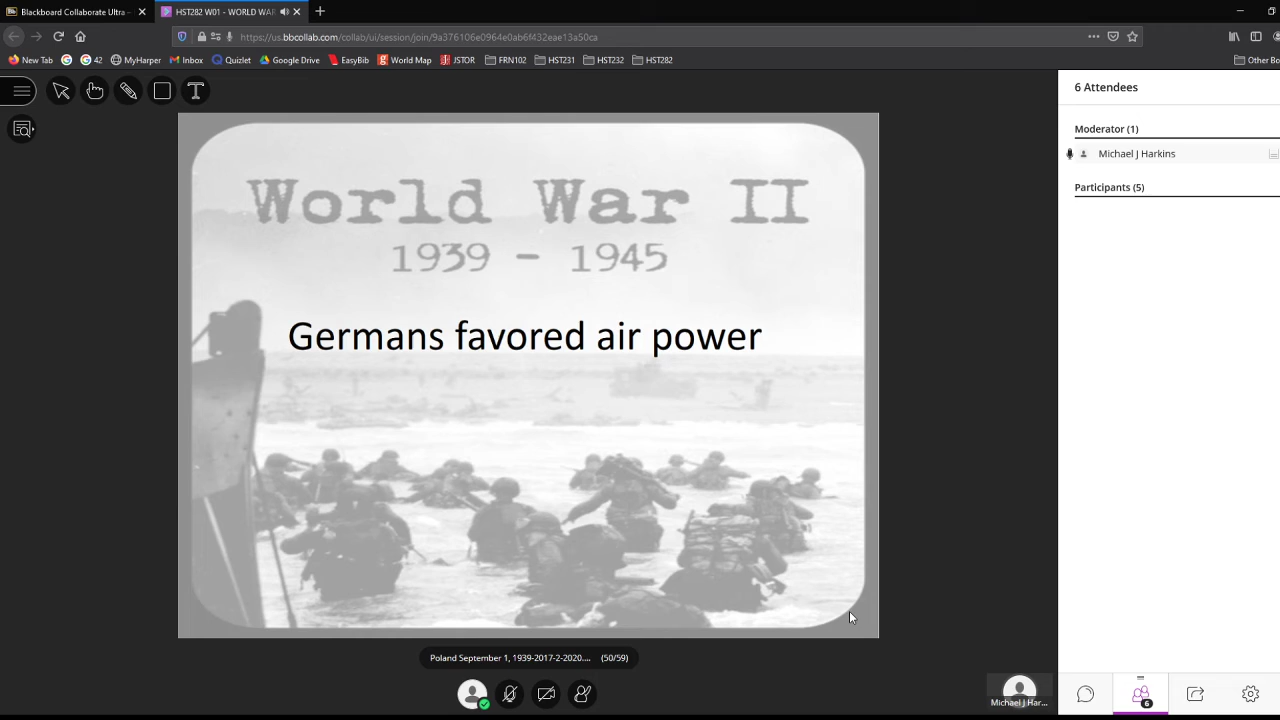 Blackboard Collaborate Ultra –
HST282 W01 - WORLD WAR
https://us.bbcollab.com/collab/ui/session/join/9a376106e0964e0ab6f432eae13a50ca
New Tab
G
42
MyHarper
Inbox
Quizlet
Google Drive
EasyBib
World Map
JSTOR
FRN102
HST231
HST232
HST282
Other Bo
6 Attendees
Moderator (1)
Michael J Harkins
Participants (5)
World War II
1939 - 1945
Germans favored air power
Poland September 1, 1939-2017-2-2020.... (50/59)
Michael J Har...
6